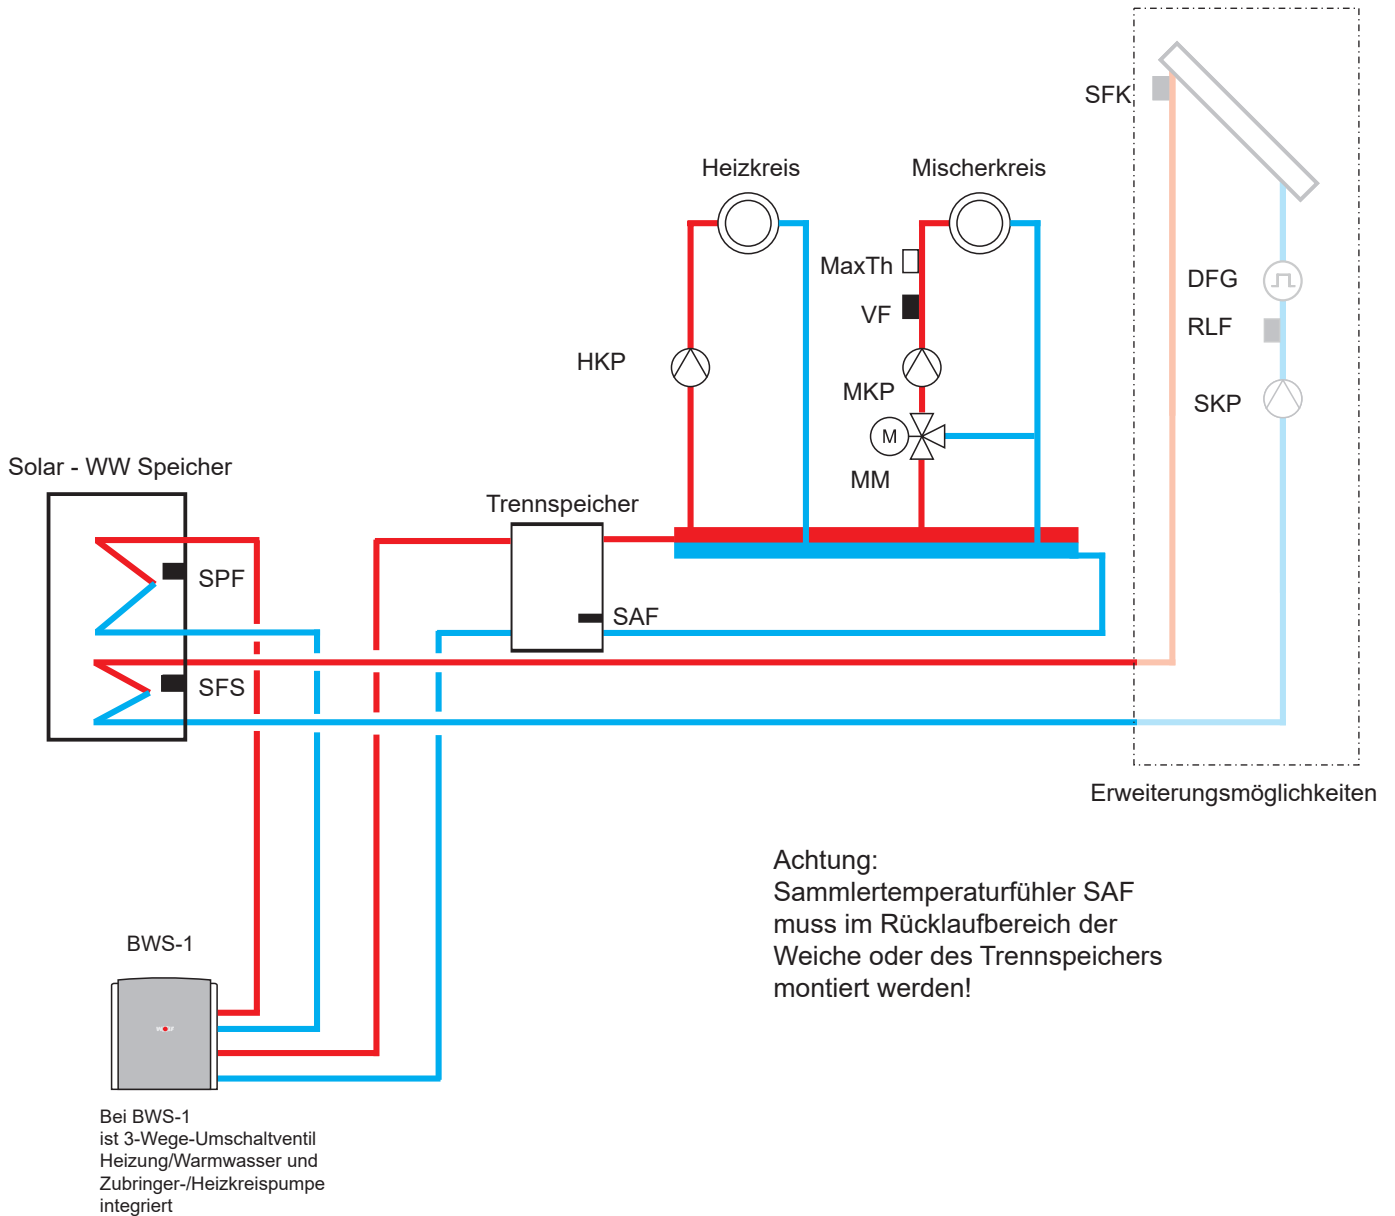 SFK
Heizkreis
Mischerkreis
MaxTh
DFG
VF
RLF
HKP
MKP
SKP
M
MM
Solar - WW Speicher
Trennspeicher
SPF
SAF
SFS
Erweiterungsmöglichkeiten
Achtung:
Sammlertemperaturfühler SAF
muss im Rücklaufbereich der
Weiche oder des Trennspeichers
montiert werden!
BWS-1
Bei BWS-1
ist 3-Wege-Umschaltventil
Heizung/Warmwasser und
Zubringer-/Heizkreispumpe
integriert